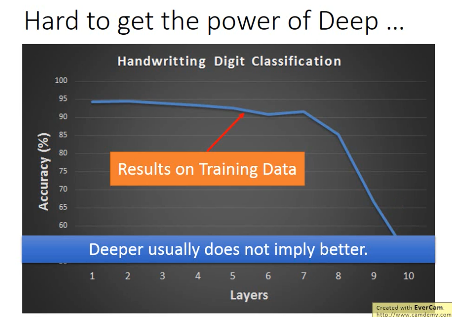 Hard to get the power of Deep ...
Handwritting Digit Classification
100
95
90
85
80
75
70
65
60
Accuracy (%)
Results on Training Data
Deeper usually does not imply better.
1 2 3 4 5 6 7 8 9 10
Layers
Created with EverCam.
http://www.camdemy.com